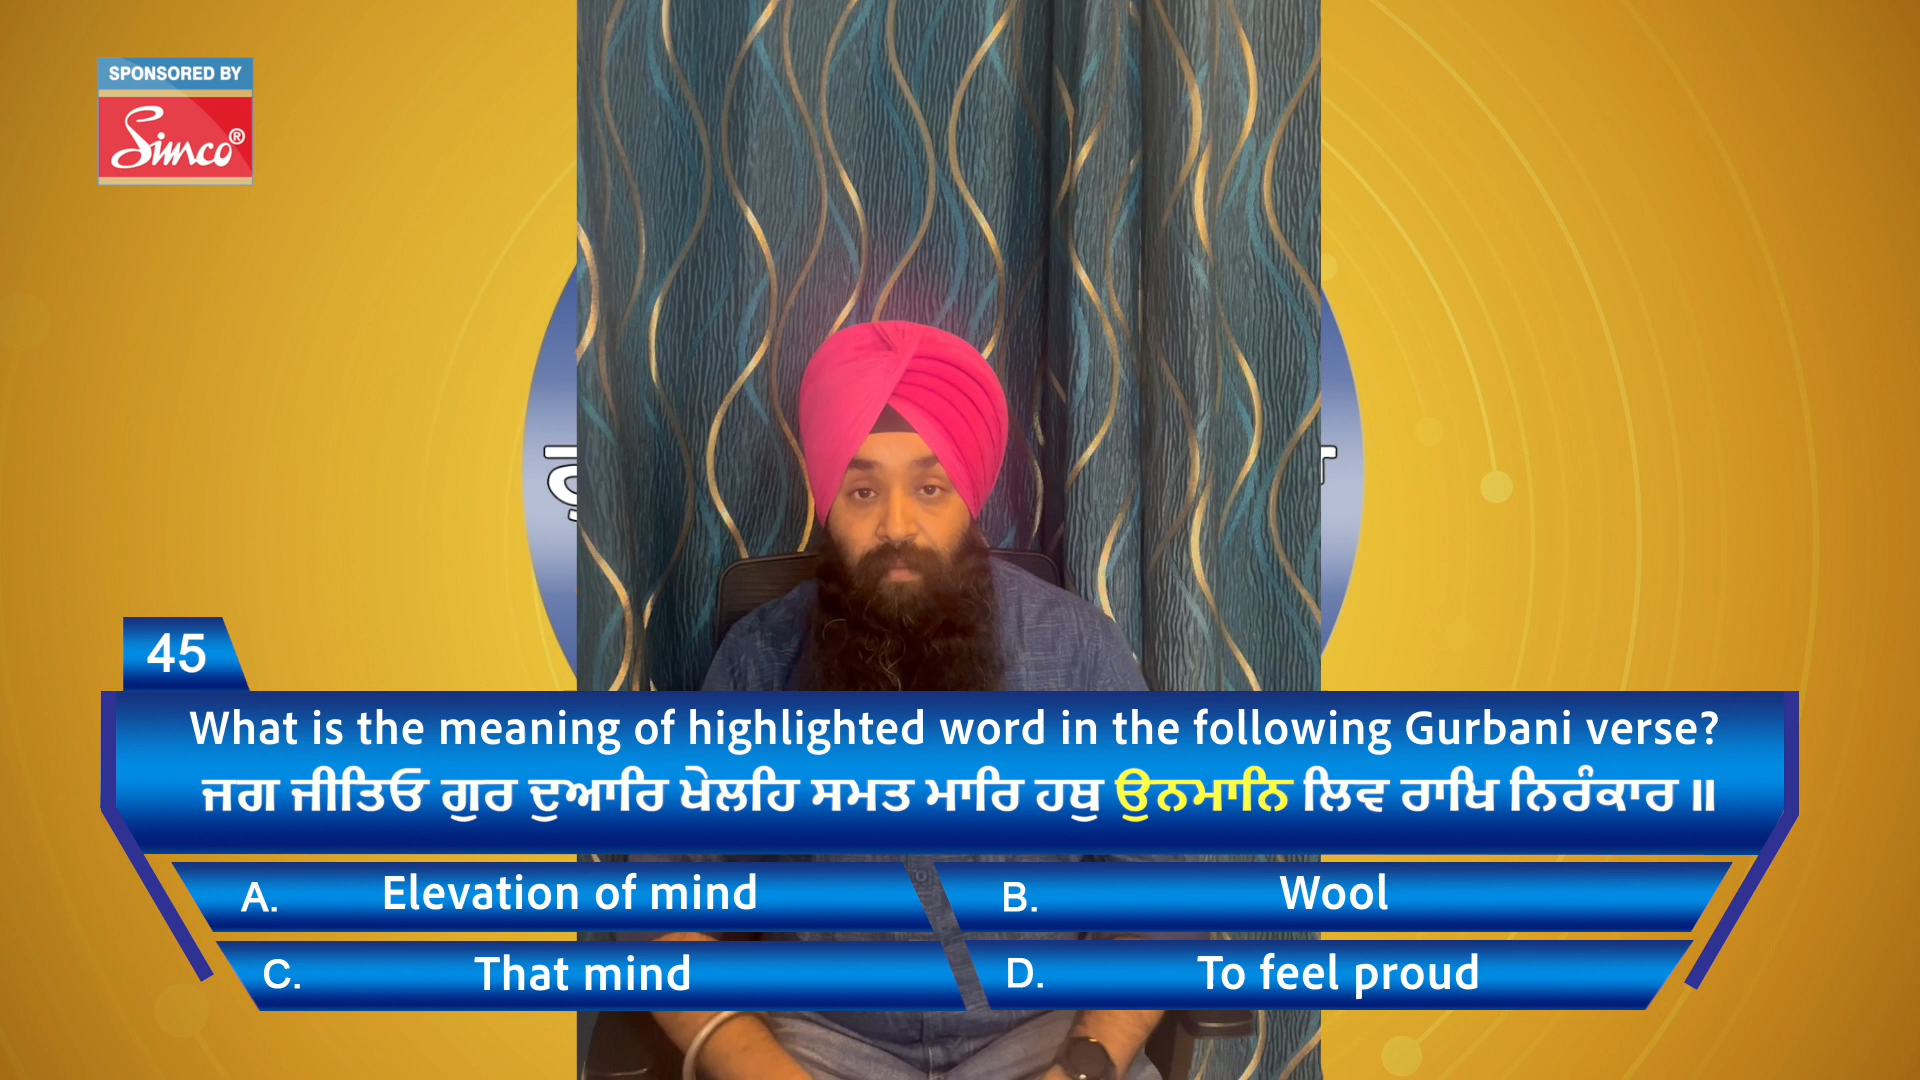 SPONSORED BY
Simco®
45
What is the meaning of highlighted word in the following Gurbani verse?
ਜਗ ਜੀਤਿਓ ਗੁਰ ਦੁਆਰਿ ਖੇਲਹਿ ਸਮਤ ਮਾਰਿ ਹਥੁ ਉਨਮਾਨਿ ਲਿਵ ਰਾਖਿ ਨਿਰੰਕਾਰ ॥
A. Elevation of mind
B. Wool
C. That mind
D. To feel proud